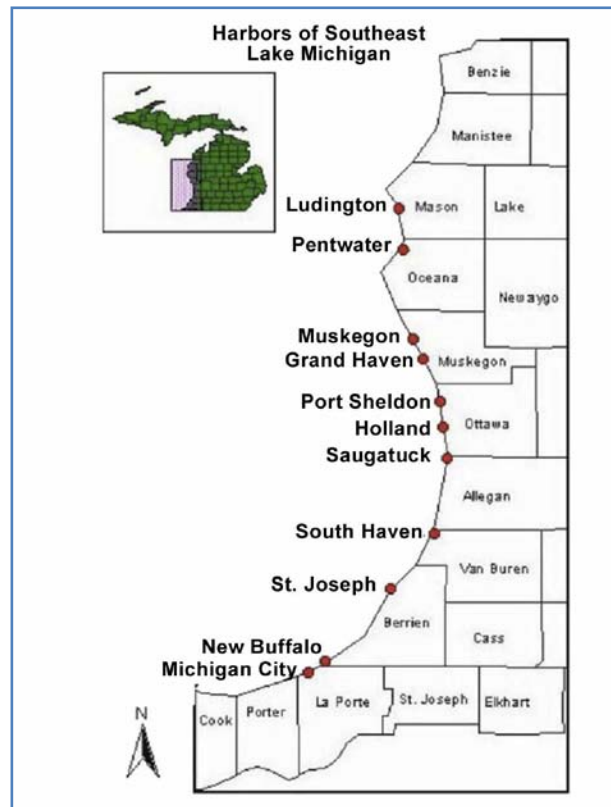 Harbors of Southeast
Lake Michigan
Benzie
Manistee
Ludington
Mason
Lake
Pentwater
Oceana
Newaygo
Muskegon
Grand Haven
Muskegon
Port Sheldon
Holland
Ottawa
Saugatuck
Allegan
South Haven
Van Buren
St. Joseph
Berrien
Cass
New Buffalo
Michigan City
La Porte
St. Joseph
Elkhart
Porter
Cook
N